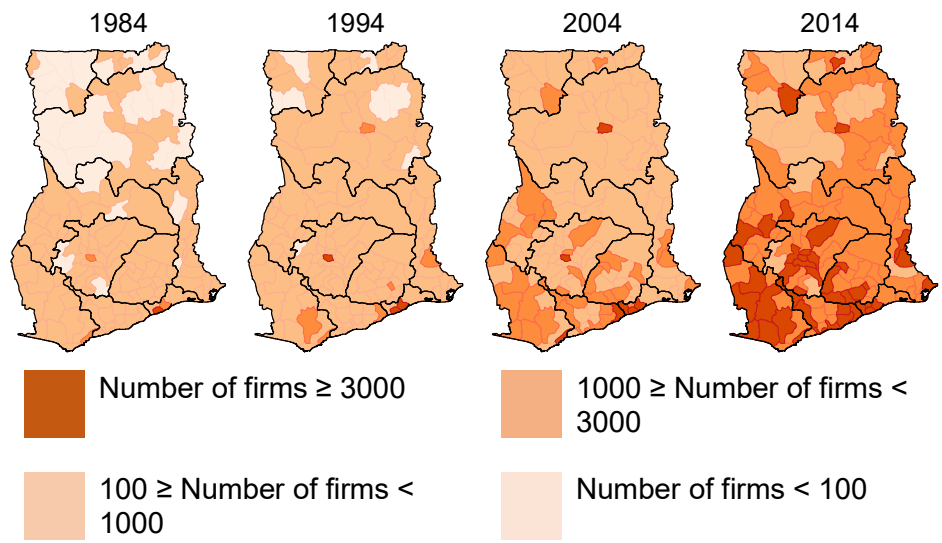 1984
1994
2004
2014
Number of firms ≥ 3000
1000 ≥ Number of firms <
3000
100 ≥ Number of firms <
1000
Number of firms < 100